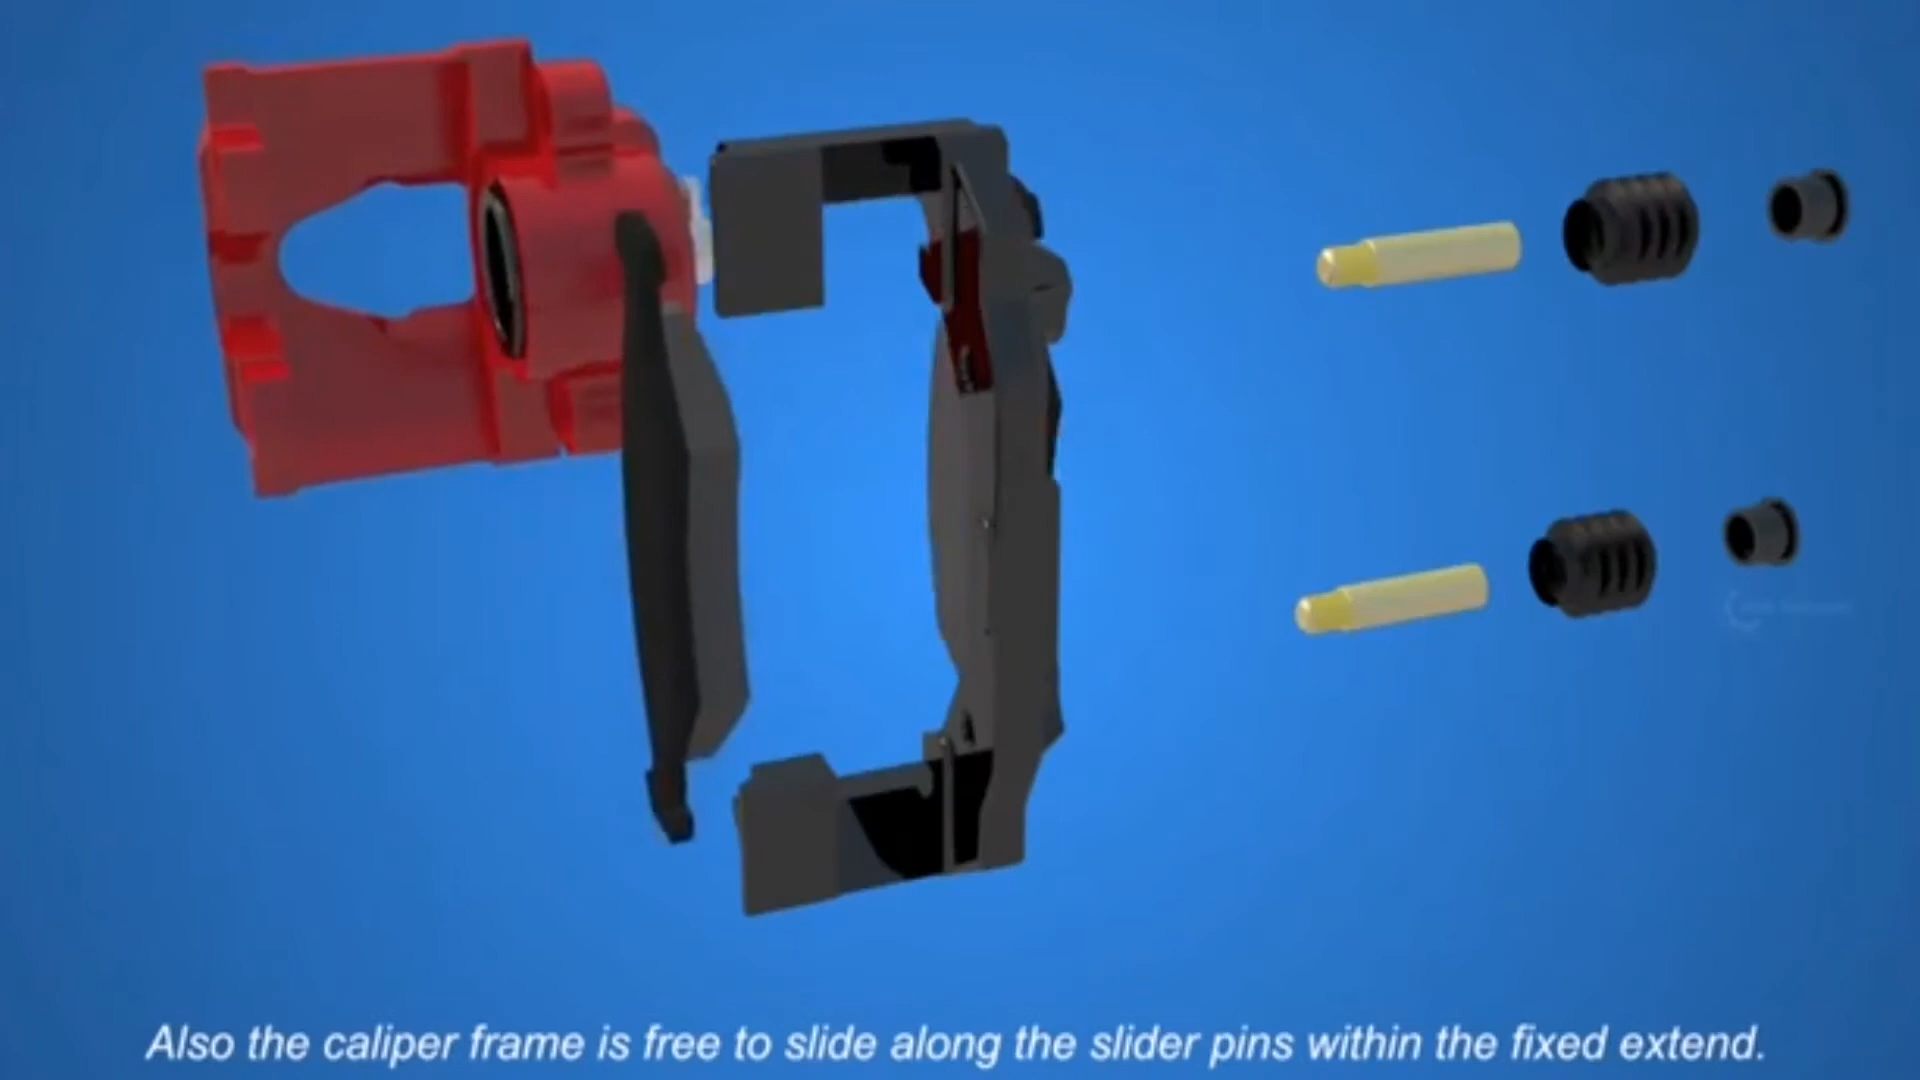 Also the caliper frame is free to slide along the slider pins within the fixed extend.